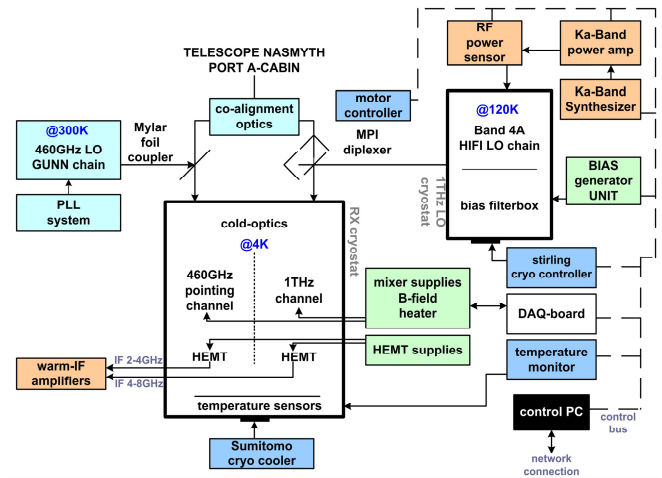 TELESCOPE NASMYTH
PORT A-CABIN
RF
power
sensor
Ka-Band
power amp
Ka-Band
Synthesizer
motor
controller
co-alignment
optics
@300K
460GHz LO
GUNN chain
Mylar
foil
coupler
MPI
diplexer
@120K
Band 4A
HIFI LO chain
bias filterbox
1THz LO
cryostat
BIAS
generator
UNIT
PLL
system
RX cryostat
cold-optics
@4K
460GHz
pointing
channel
1THz
channel
mixer supplies
B-field
heater
stirling
cryo controller
DAQ-board
HEMT
HEMT
HEMT supplies
temperature
monitor
warm-IF
amplifiers
IF 2-4GHz
IF 4-8GHz
temperature sensors
control PC
control
bus
Sumitomo
cryo cooler
network
connection